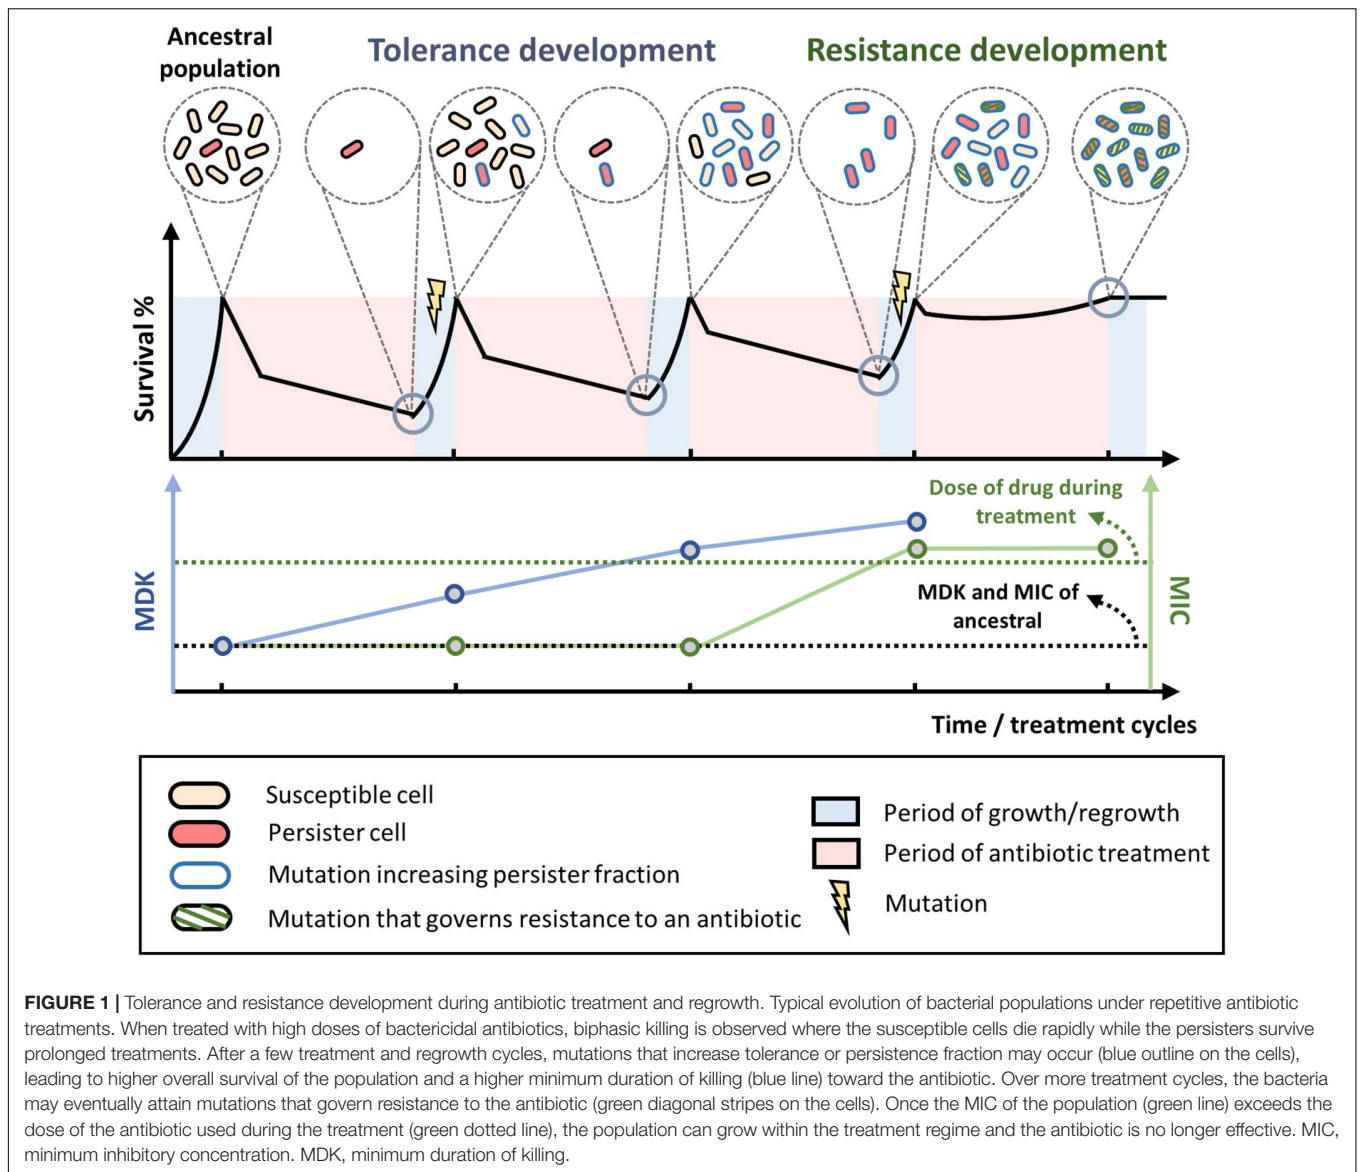 Ancestral
population
Tolerance development
Resistance development
Survival %
Dose of drug during
treatment
MDK and MIC of
ancestral
MDK
MIC
Time / treatment cycles
Susceptible cell
Persister cell
Mutation increasing persister fraction
Mutation that governs resistance to an antibiotic
Period of growth/regrowth
Period of antibiotic treatment
Mutation
FIGURE 1 | Tolerance and resistance development during antibiotic treatment and regrowth. Typical evolution of bacterial populations under repetitive antibiotic
treatments. When treated with high doses of bactericidal antibiotics, biphasic killing is observed where the susceptible cells die rapidly while the persisters survive
prolonged treatments. After a few treatment and regrowth cycles, mutations that increase tolerance or persistence fraction may occur (blue outline on the cells),
leading to higher overall survival of the population and a higher minimum duration of killing (blue line) toward the antibiotic. Over more treatment cycles, the bacteria
may eventually attain mutations that govern resistance to the antibiotic (green diagonal stripes on the cells). Once the MIC of the population (green line) exceeds the
dose of the antibiotic used during the treatment (green dotted line), the population can grow within the treatment regime and the antibiotic is no longer effective. MIC,
minimum inhibitory concentration. MDK, minimum duration of killing.